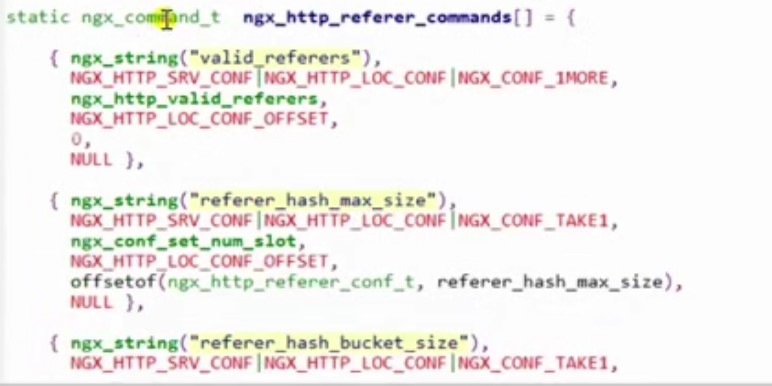 static ngx_command_t  ngx_http_referer_commands[] = {
{ ngx_string("valid_referers"),
NGX_HTTP_SRV_CONF|NGX_HTTP_LOC_CONF|NGX_CONF_1MORE,
ngx_http_valid_referers,
NGX_HTTP_LOC_CONF_OFFSET,
0,
NULL },
{ ngx_string("referer_hash_max_size"),
NGX_HTTP_SRV_CONF|NGX_HTTP_LOC_CONF|NGX_CONF_TAKE1,
ngx_conf_set_num_slot,
NGX_HTTP_LOC_CONF_OFFSET,
offsetof(ngx_http_referer_conf_t, referer_hash_max_size),
NULL },
{ ngx_string("referer_hash_bucket_size"),
NGX_HTTP_SRV_CONF|NGX_HTTP_LOC_CONF|NGX_CONF_TAKE1,